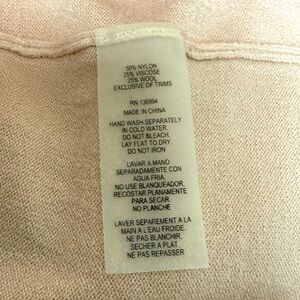 50% NYLON
25% VISCOSE
25% WOOL
EXCLUSIVE OF TRIMS
RN 136994
MADE IN CHINA
HAND WASH SEPARATELY
IN COLD WATER.
DO NOT BLEACH.
LAY FLAT TO DRY.
DO NOT IRON
LAVAR A MANO
SEPARADAMENTE CON
AGUA FRIA.
NO USE BLANQUEADOR,
RECOSTAR PLANAMENTE
PARA SECAR.
NO PLANCHE
LAVER SEPAREMENT A LA
MAIN A L'EAU FROIDE.
NE PAS BLANCHIR.
SECHER A PLAT.
NE PAS REPASSER